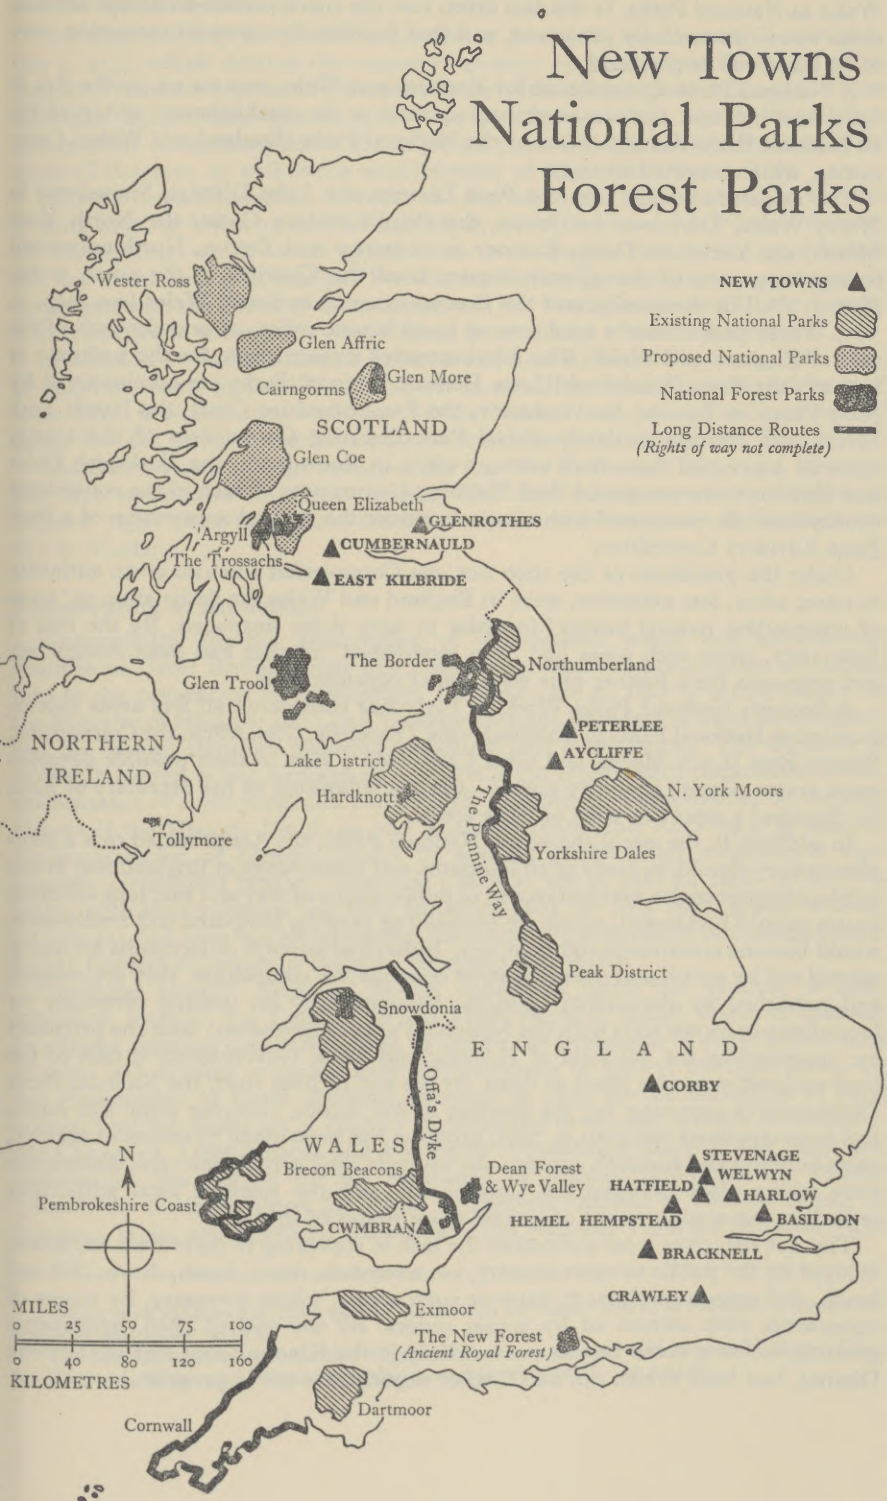 New Towns
National Parks
Forest Parks
NEW TOWNS
Existing National Parks
Proposed National Parks
National Forest Parks
Long Distance Routes
(Rights of way not complete)
Wester Ross
Glen Affric
Glen More
Cairngorms
SCOTLAND
Glen Coe
Queen Elizabeth
GLENROTHES
Argyll
CUMBERNAULD
The Trossachs
EAST KILBRIDE
The Border
Northumberland
Glen Trool
PETERLEE
NORTHERN
IRELAND
AYCLIFFE
Lake District
Hardknott
N. York Moors
The Pennine Way
Tollymore
Yorkshire Dales
Peak District
Snowdonia
ENGLAND
CORBY
Offa's Dyke
WALES
STEVENAGE
Brecon Beacons
Dean Forest
& Wye Valley
WELWYN
HATFIELD
HARLOW
N
Pembrokeshire Coast
CWMBRAN
HEMEL HEMPSTEAD
BASILDON
BRACKNELL
CRAWLEY
MILES
0 25 50 75 100
0 40 80 120 160
KILOMETRES
Exmoor
The New Forest
(Ancient Royal Forest)
Dartmoor
Cornwall